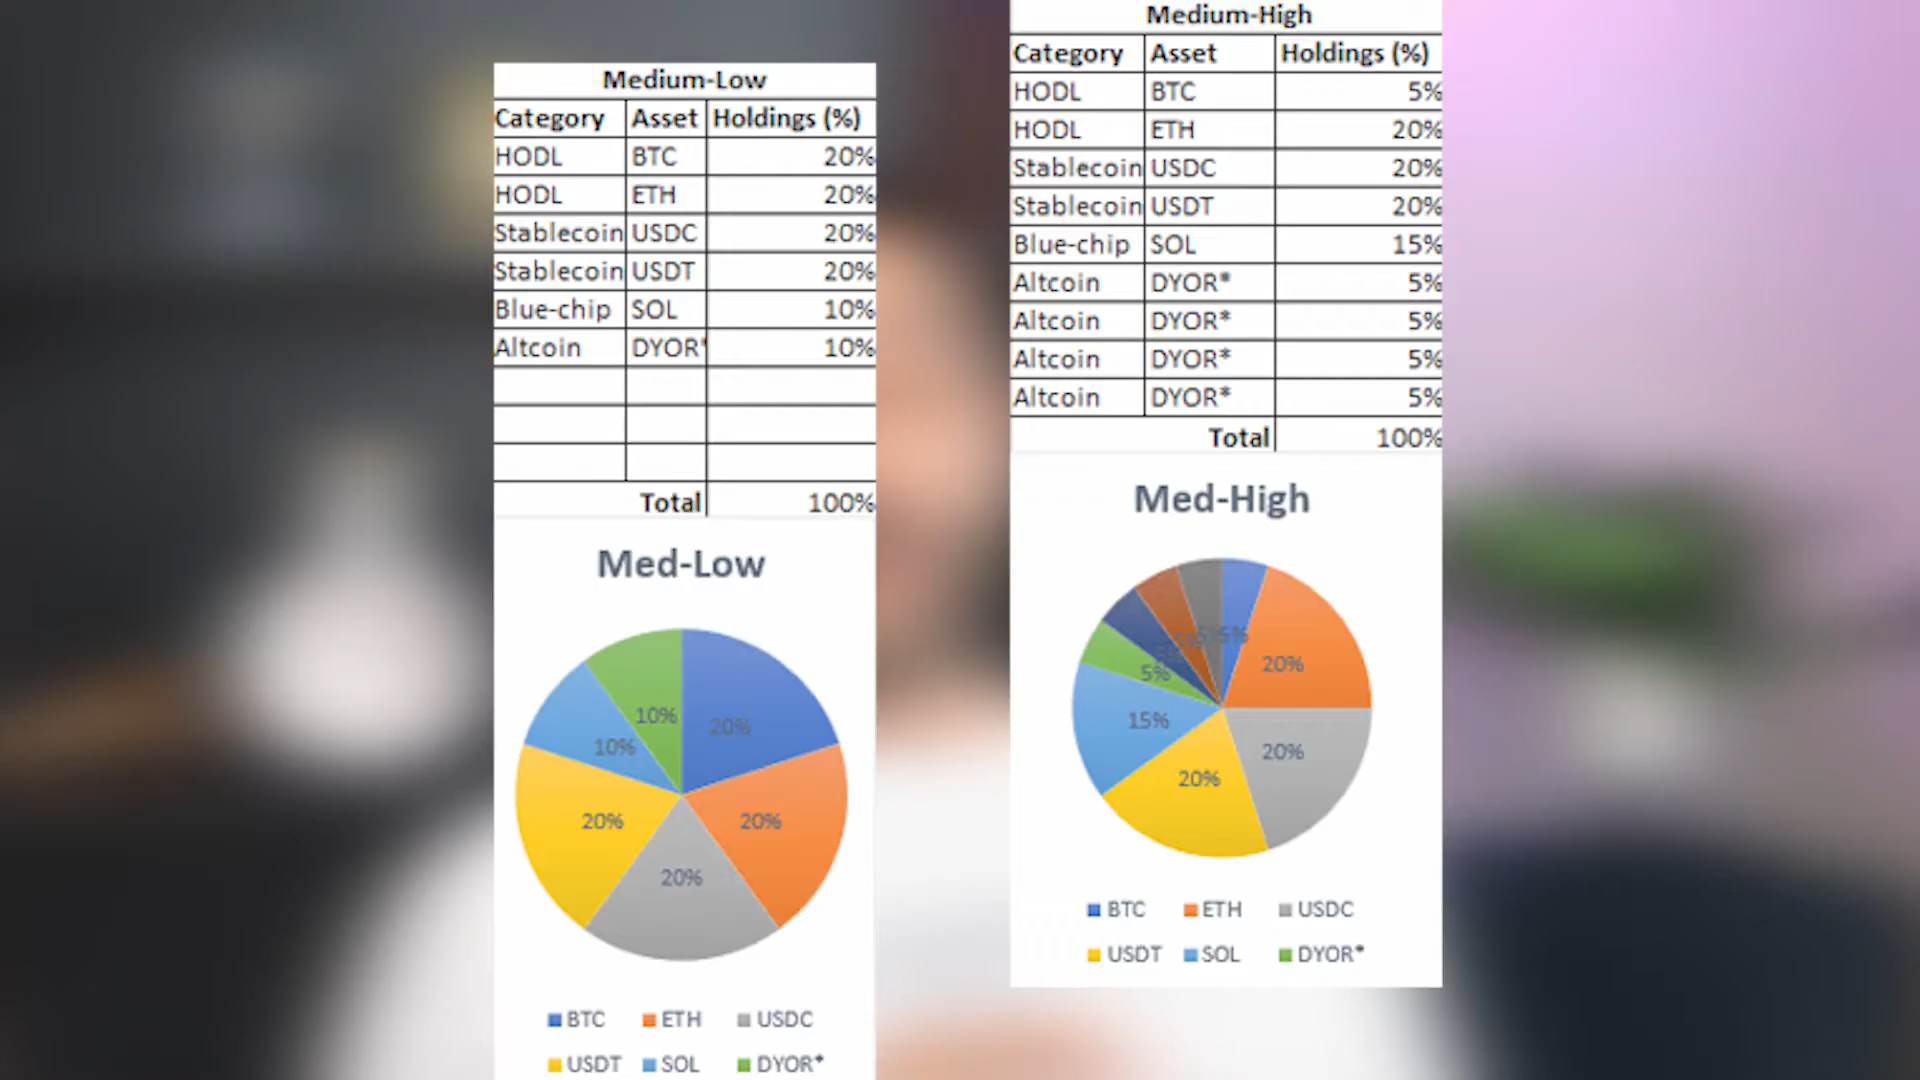 Medium-Low
Category Asset Holdings (%)
HODL BTC 20%
HODL ETH 20%
Stablecoin USDC 20%
Stablecoin USDT 20%
Blue-chip SOL 10%
Altcoin DYOR* 10%
Total 100%
Med-Low
10% 20%
10%
20% 20%
20%
BTC ETH USDC
USDT SOL DYOR*
Medium-High
Category Asset Holdings (%)
HODL BTC 5%
HODL ETH 20%
Stablecoin USDC 20%
Stablecoin USDT 20%
Blue-chip SOL 15%
Altcoin DYOR* 5%
Altcoin DYOR* 5%
Altcoin DYOR* 5%
Altcoin DYOR* 5%
Total 100%
Med-High
5% 5% 5%
20%
5%
15%
20%
20%
BTC ETH USDC
USDT SOL DYOR*